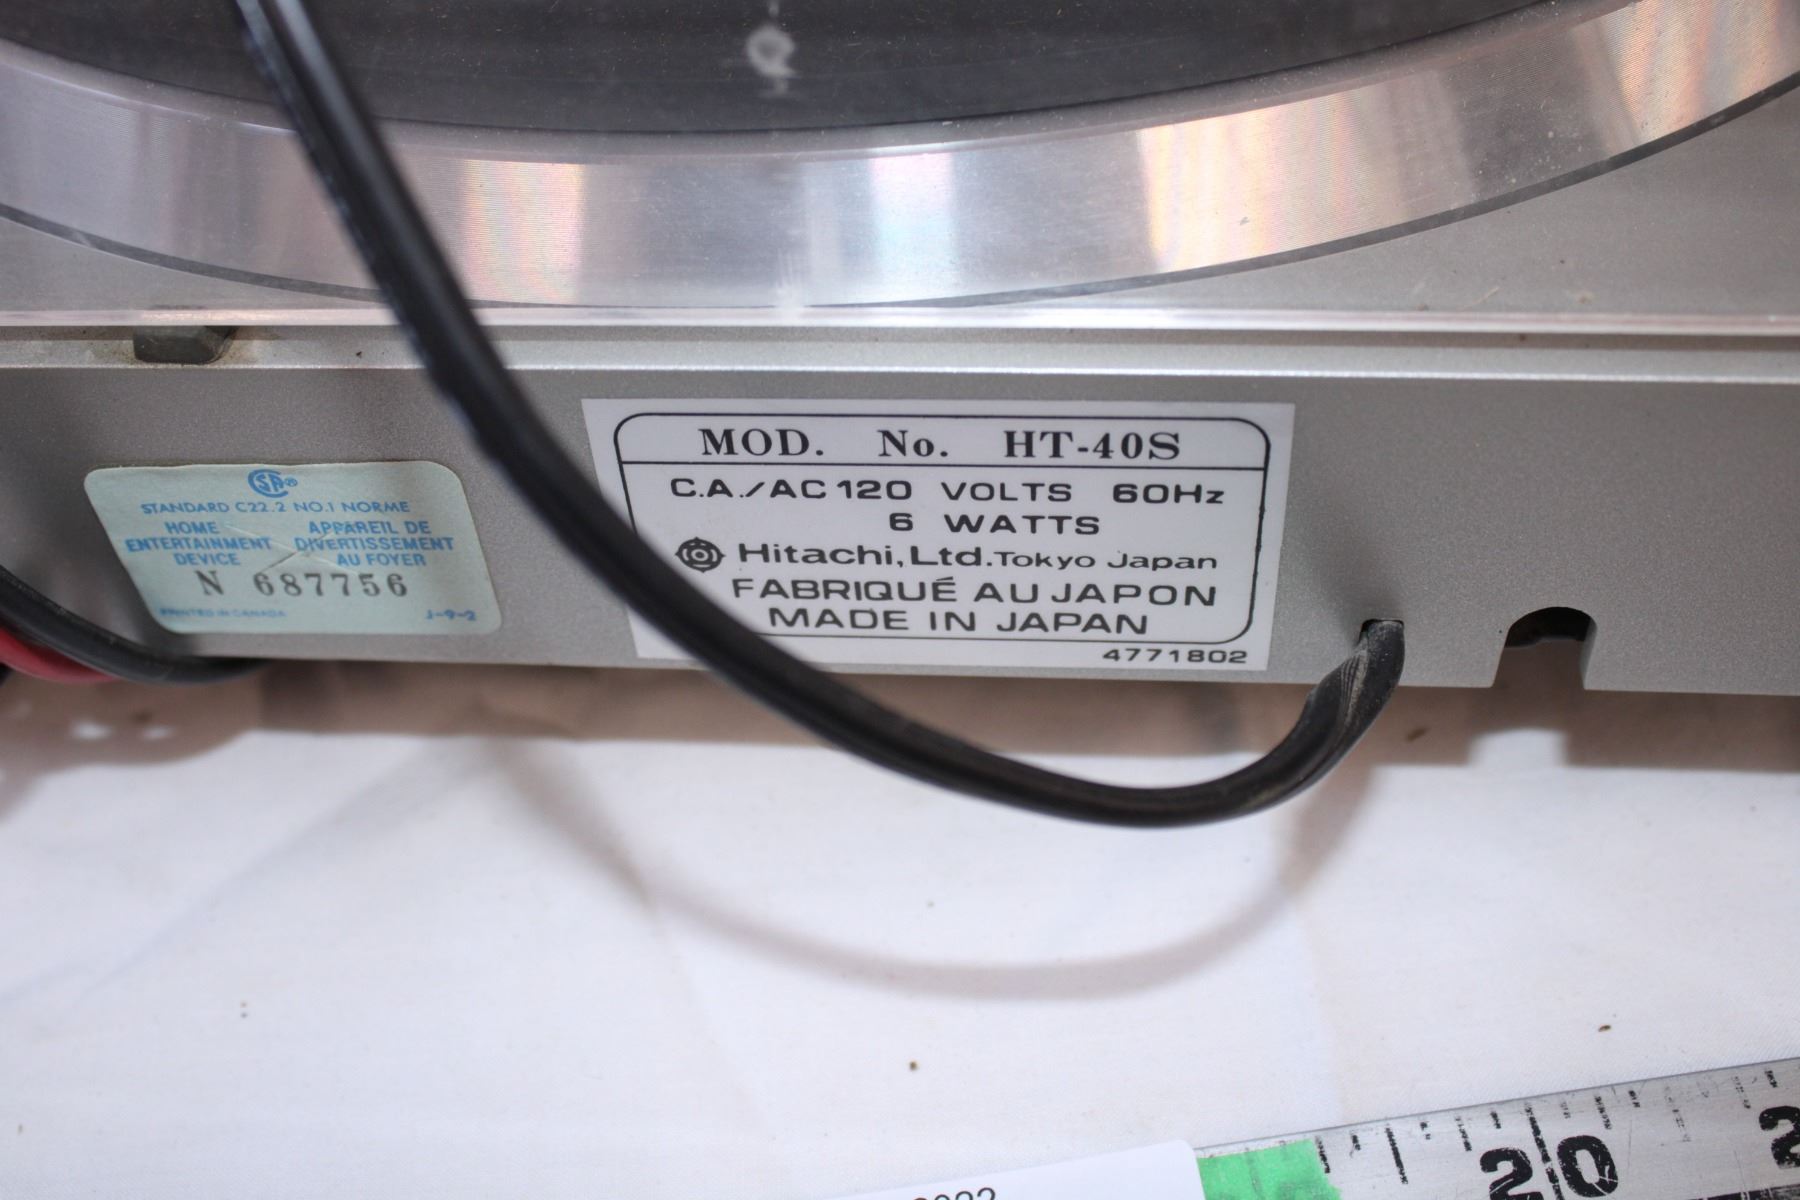 MOD. No. HT-40S
C.A./AC 120 VOLTS 60Hz
6 WATTS
Hitachi, Ltd. Tokyo Japan
FABRIQUÉ AU JAPON
MADE IN JAPAN
4771802
CSA®
STANDARD C22.2 NO.1 NORME
HOME APPAREIL DE
ENTERTAINMENT DIVERTISSEMENT
DEVICE AU FOYER
N 687756
PRINTED IN CANADA J-9-2
20